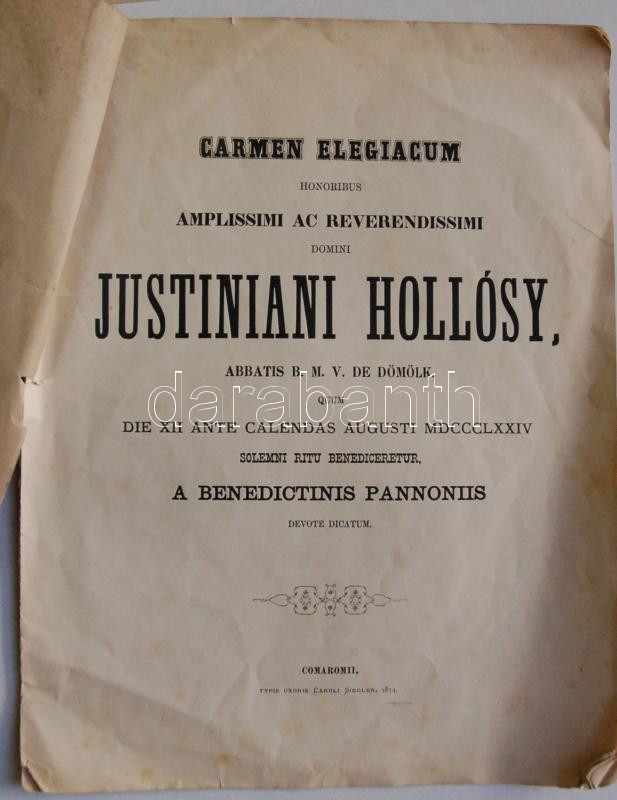 CARMEN ELEGIACUM
HONORIBUS
AMPLISSIMI AC REVERENDISSIMI
DOMINI
JUSTINIANI HOLLÓSY,
ABBATIS B. M. V. DE DÖMÖLK
darabanth
QUUM
DIE XII ANTE CALENDAS AUGUSTI MDCCCLXXIV
SOLEMNI RITU BENEDICERETUR,
A BENEDICTINIS PANNONIIS
DEVOTE DICATUM.
COMAROMII,
TYPIS UXORIS CAROLI SIEGLER, 1874.